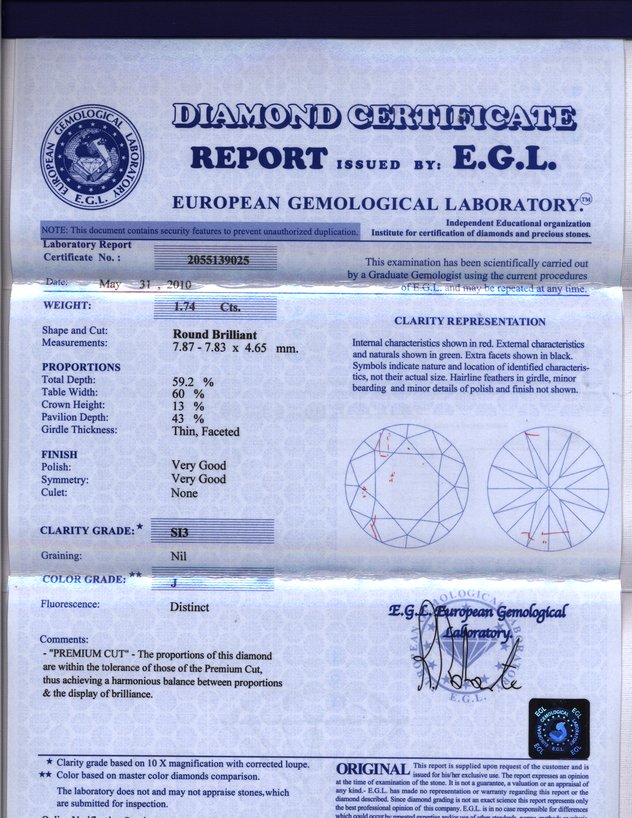 DIAMOND CERTIFICATE
REPORT ISSUED BY: E.G.L.
EUROPEAN GEMOLOGICAL LABORATORY.™
EUROPEAN GEMOLOGICAL LABORATORY
E.G.L.
Independent Educational organization
Institute for certification of diamonds and precious stones.
NOTE: This document contains security features to prevent unauthorized duplication.
Laboratory Report
Certificate No. : 2055139025
Date: May 31 , 2010
WEIGHT: 1.74 Cts.
Shape and Cut: Round Brilliant
Measurements: 7.87 - 7.83 x 4.65 mm.
PROPORTIONS
Total Depth: 59.2 %
Table Width: 60 %
Crown Height: 13 %
Pavilion Depth: 43 %
Girdle Thickness: Thin, Faceted
FINISH
Polish: Very Good
Symmetry: Very Good
Culet: None
CLARITY GRADE: ★ SI3
Graining: Nil
COLOR GRADE: ★★ J
Fluorescence: Distinct
Comments:
- "PREMIUM CUT" - The proportions of this diamond
are within the tolerance of those of the Premium Cut,
thus achieving a harmonious balance between proportions
& the display of brilliance.
This examination has been scientifically carried out
by a Graduate Gemologist using the current procedures
of E.G.L. and may be repeated at any time.
CLARITY REPRESENTATION
Internal characteristics shown in red. External characteristics
and naturals shown in green. Extra facets shown in black.
Symbols indicate nature and location of identified characteris-
tics, not their actual size. Hairline feathers in girdle, minor
bearding and minor details of polish and finish not shown.
E.G.L. European Gemological
Laboratory.
E.G.L.
EGL
EGL
EGL
EGL
★ Clarity grade based on 10 X magnification with corrected loupe.
★★ Color based on master color diamonds comparison.
The laboratory does not and may not appraise stones, which
are submitted for inspection.
ORIGINAL This report is supplied upon request of the customer and is
issued for his/her exclusive use. The report expresses an opinion
at the time of examination of the stone. It is not a guarantee, a valuation or an appraisal of
any kind.- E.G.L. has made no representation or warranty regarding this report or the
diamond described. Since diamond grading is not an exact science this report represents only
the best professional opinion of this company. E.G.L. is in no case responsible for differences